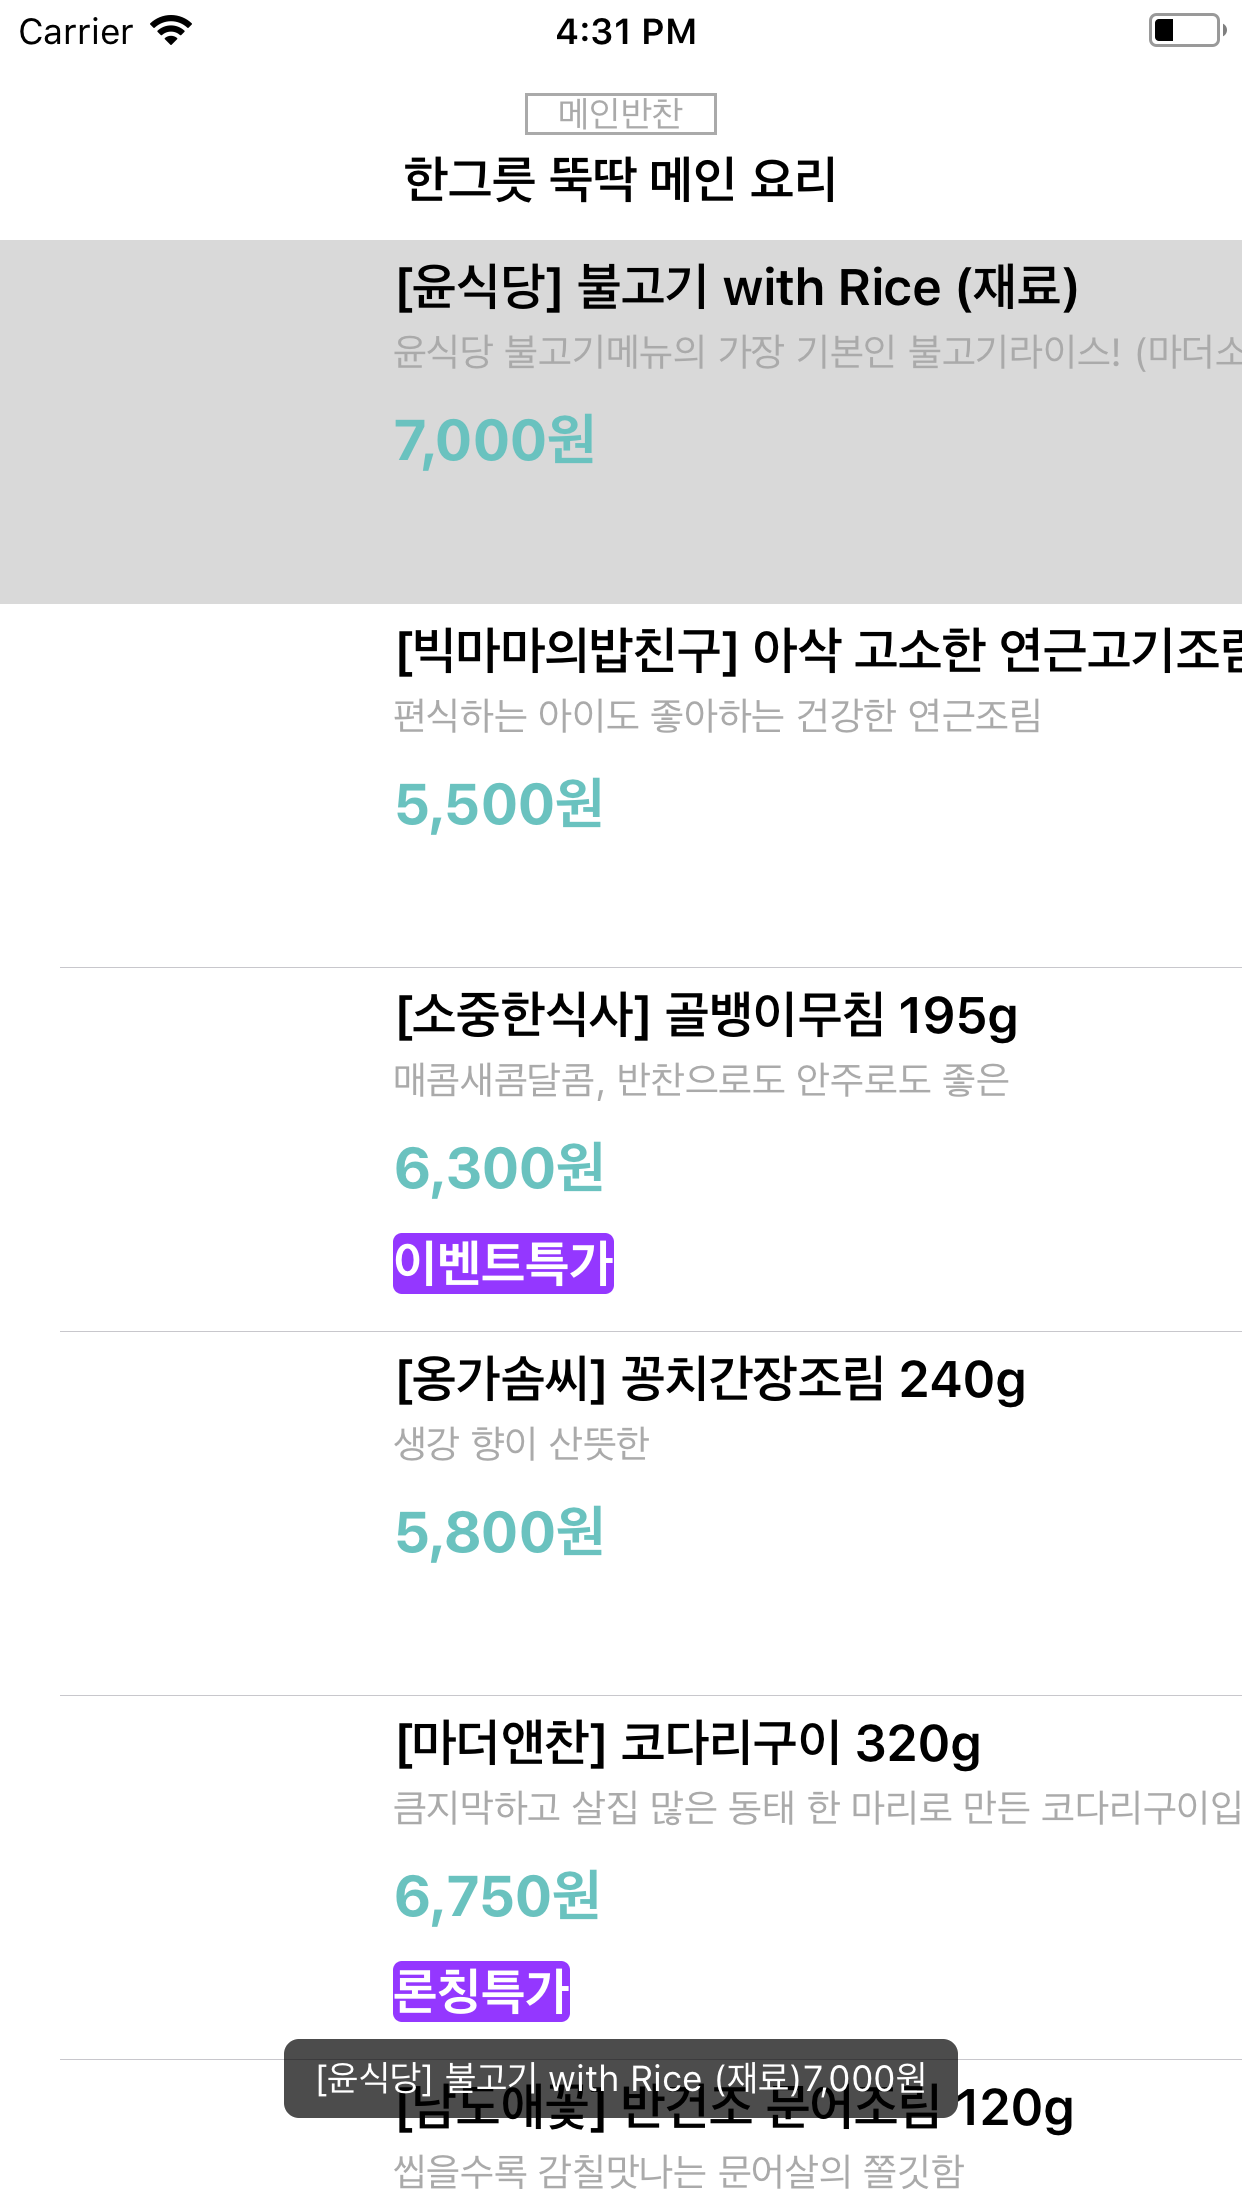 Carrier 4:31 PM
메인반찬
한그릇 뚝딱 메인 요리
[윤식당] 불고기 with Rice (재료)
윤식당 불고기메뉴의 가장 기본인 불고기라이스! (마더소
7,000원
[빅마마의밥친구] 아삭 고소한 연근고기조림
편식하는 아이도 좋아하는 건강한 연근조림
5,500원
[소중한식사] 골뱅이무침 195g
매콤새콤달콤, 반찬으로도 안주로도 좋은
6,300원
이벤트특가
[옹가솜씨] 꽁치간장조림 240g
생강 향이 산뜻한
5,800원
[마더앤찬] 코다리구이 320g
큼지막하고 살집 많은 동태 한 마리로 만든 코다리구이입
6,750원
론칭특가
[윤식당] 불고기 with Rice (재료)7,000원
[남도애꽃] 반건조 문어조림 120g
씹을수록 감칠맛나는 문어살의 쫄깃함